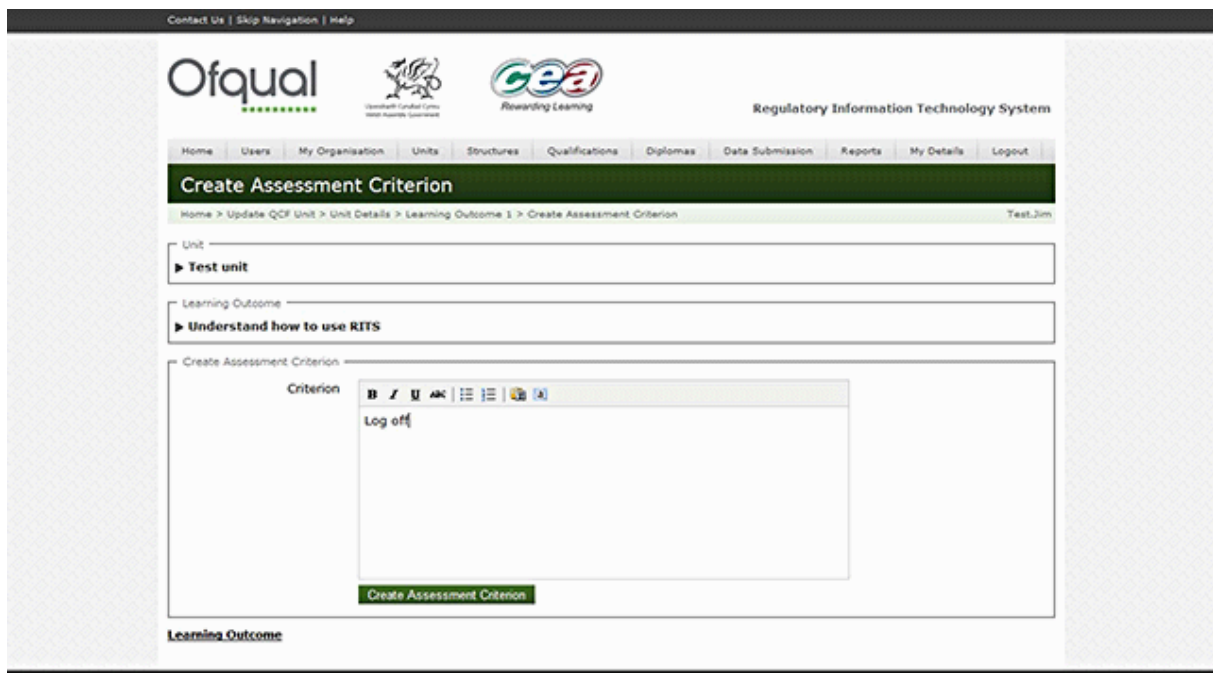 Contact Us | Skip Navigation | Help
Ofqual
Rewarding Learning
Regulatory Information Technology System
Home Users My Organisation Units Structures Qualifications Diplomas Data Submission Reports My Details Logout
Create Assessment Criterion
Home > Update QCF Unit > Unit Details > Learning Outcome 1 > Create Assessment Criterion Test.Jim
Unit
Test unit
Learning Outcome
Understand how to use RITS
Create Assessment Criterion
Criterion
B I U ABC
Log off
Create Assessment Criterion
Learning Outcome